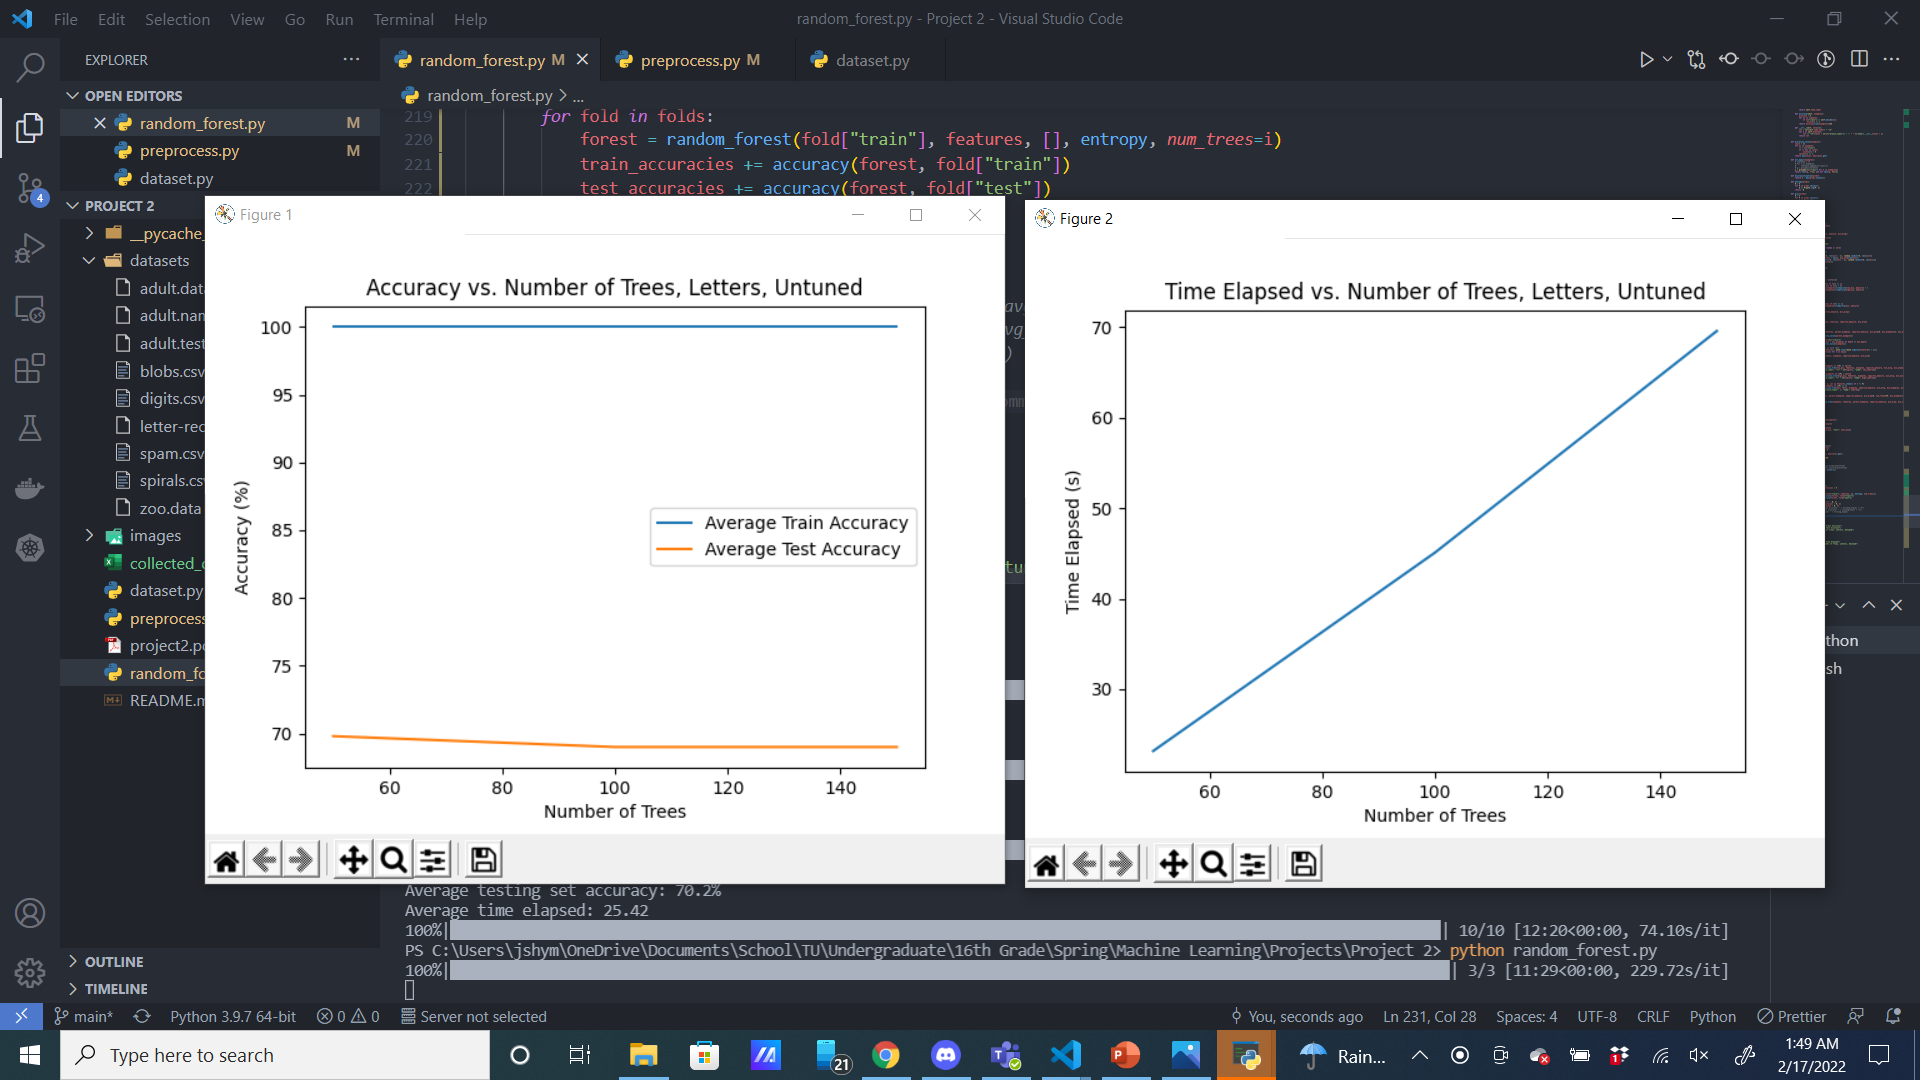 File Edit Selection View Go Run Terminal Help
random_forest.py - Project 2 - Visual Studio Code
EXPLORER
OPEN EDITORS
random_forest.py M
preprocess.py M
dataset.py
PROJECT 2
__pycache_
datasets
adult.dat
adult.nam
adult.test
blobs.csv
digits.csv
letter-rec
spam.csv
spirals.cs
zoo.data
images
collected_
dataset.py
preprocess
project2.p
random_fo
README.m
OUTLINE
TIMELINE
4
random_forest.py M preprocess.py M dataset.py
random_forest.py > ...
219 for fold in folds:
220 forest = random_forest(fold["train"], features, [], entropy, num_trees=i)
221 train_accuracies += accuracy(forest, fold["train"])
222 test_accuracies += accuracy(forest, fold["test"])
Figure 1
Accuracy vs. Number of Trees, Letters, Untuned
Accuracy (%)
100
95
90
85
80
75
70
Average Train Accuracy
Average Test Accuracy
60 80 100 120 140
Number of Trees
Figure 2
Time Elapsed vs. Number of Trees, Letters, Untuned
Time Elapsed (s)
70
60
50
40
30
60 80 100 120 140
Number of Trees
thon
sh
Average testing set accuracy: 70.2%
Average time elapsed: 25.42
100%| | 10/10 [12:20<00:00, 74.10s/it]
PS C:\Users\jshym\OneDrive\Documents\School\TU\Undergraduate\16th Grade\Spring\Machine Learning\Projects\Project 2> python random_forest.py
100%| | 3/3 [11:29<00:00, 229.72s/it]
main* Python 3.9.7 64-bit 0 0 Server not selected You, seconds ago Ln 231, Col 28 Spaces: 4 UTF-8 CRLF Python Prettier
Type here to search
21
Rain...
1
1:49 AM
2/17/2022